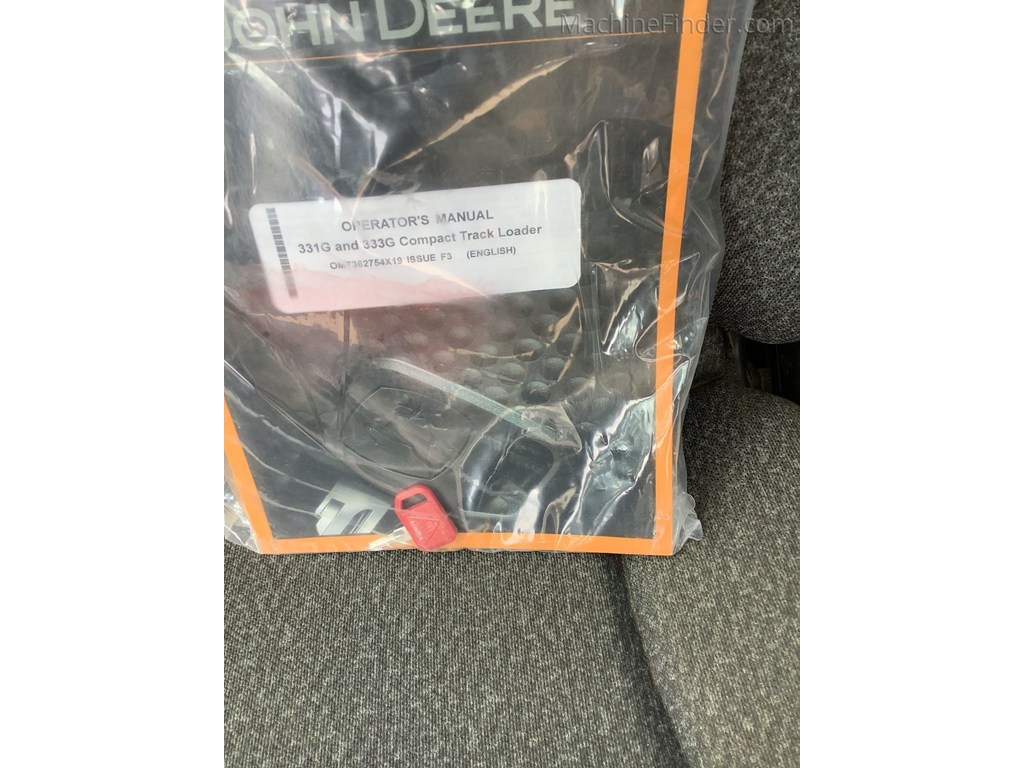 MachineFinder.com
JOHN DEERE
OPERATOR'S MANUAL
331G and 333G Compact Track Loader
OMT362754X19 ISSUE F3 (ENGLISH)